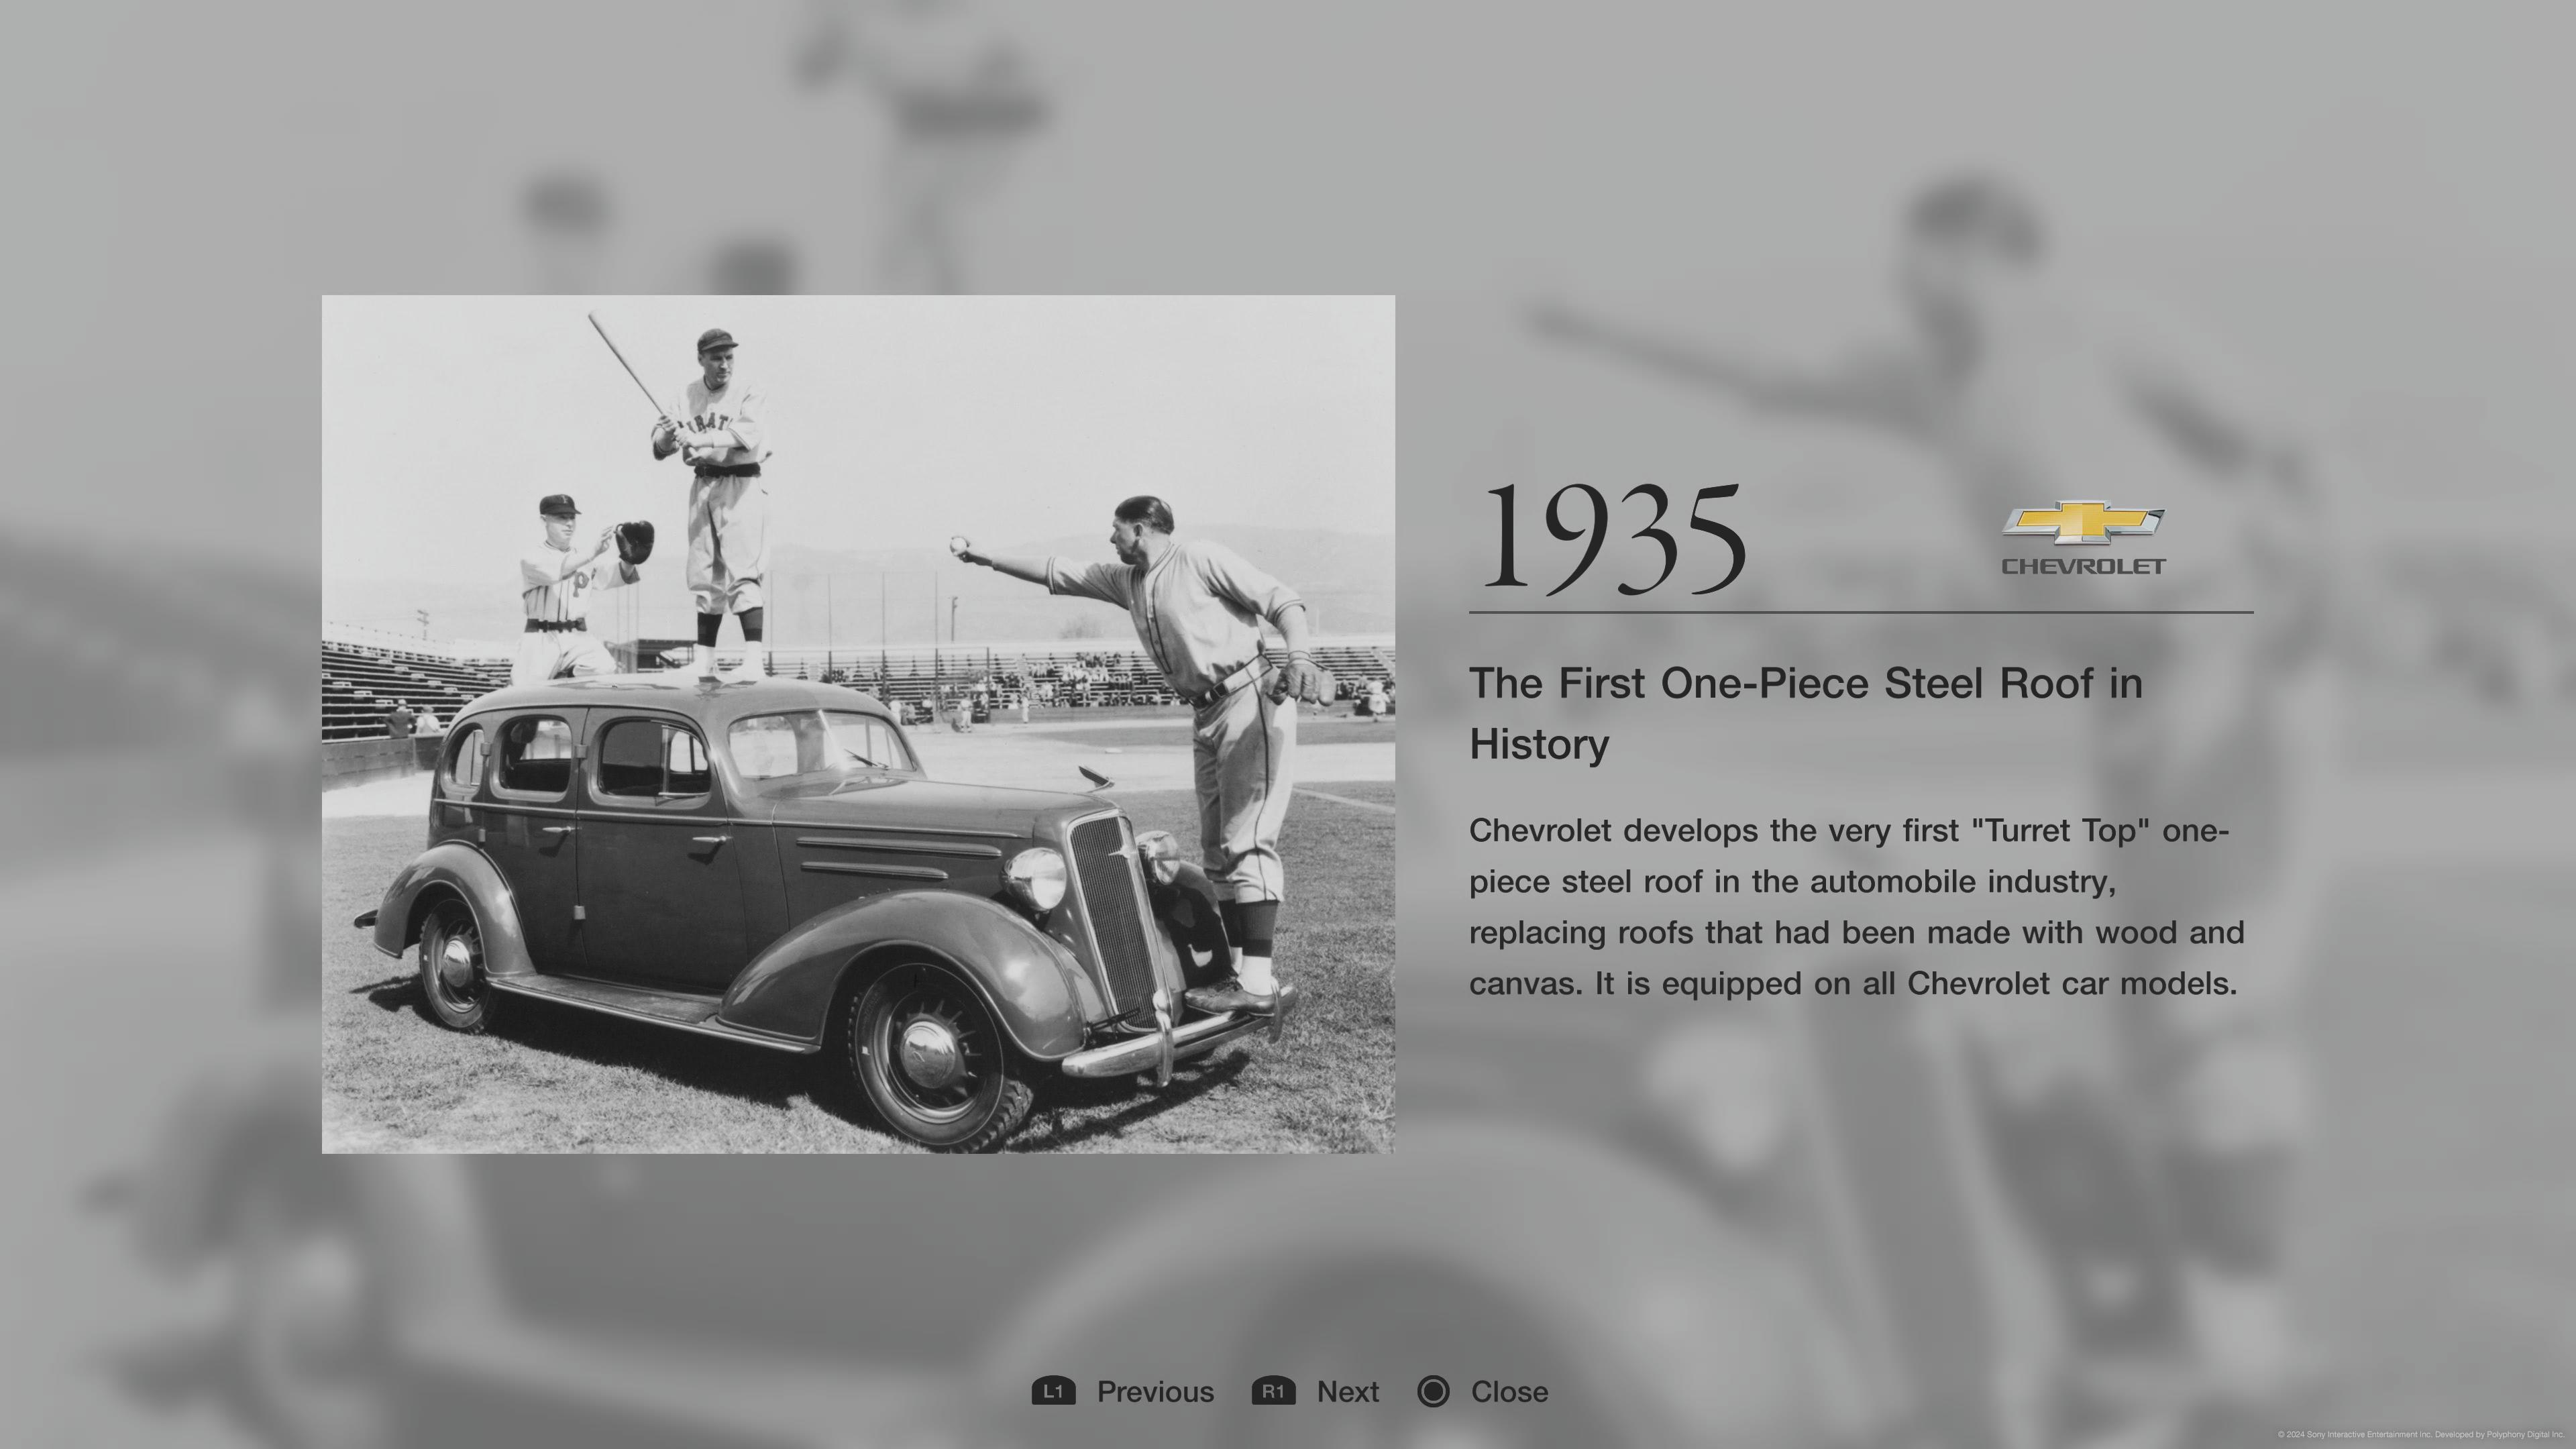 1935
CHEVROLET
The First One-Piece Steel Roof in
History
Chevrolet develops the very first "Turret Top" one-
piece steel roof in the automobile industry,
replacing roofs that had been made with wood and
canvas. It is equipped on all Chevrolet car models.
L1 Previous R1 Next Close
© 2024 Sony Interactive Entertainment Inc. Developed by Polyphony Digital Inc.